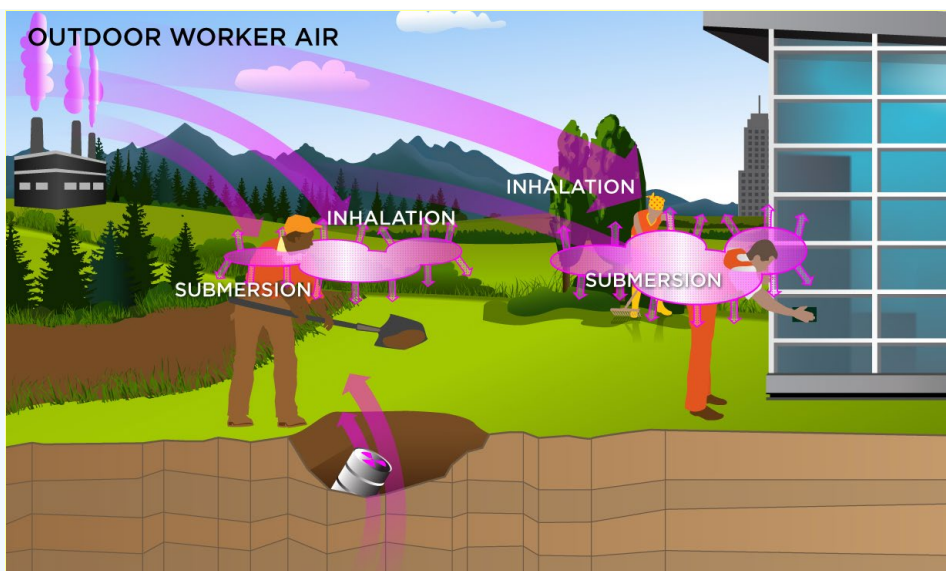 OUTDOOR WORKER AIR
INHALATION
INHALATION
SUBMERSION
SUBMERSION